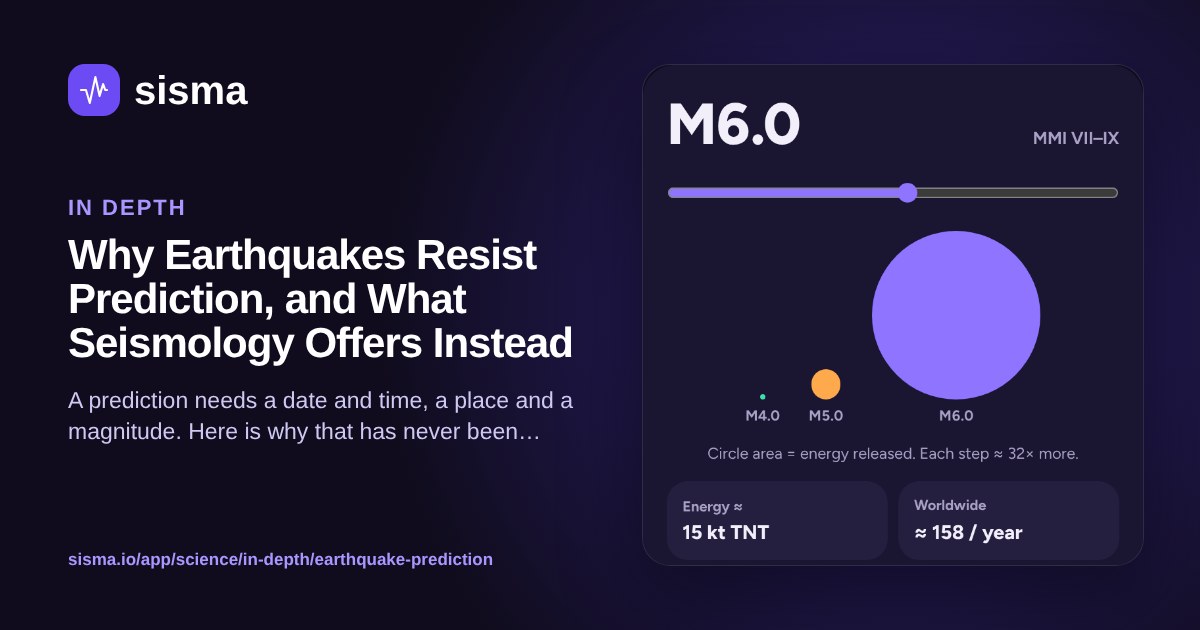 sisma
IN DEPTH
Why Earthquakes Resist
Prediction, and What
Seismology Offers Instead
A prediction needs a date and time, a place and a
magnitude. Here is why that has never been…
sisma.io/app/science/in-depth/earthquake-prediction
M6.0
MMI VII–IX
M4.0
M5.0
M6.0
Circle area = energy released. Each step ≈ 32× more.
Energy ≈
15 kt TNT
Worldwide
≈ 158 / year